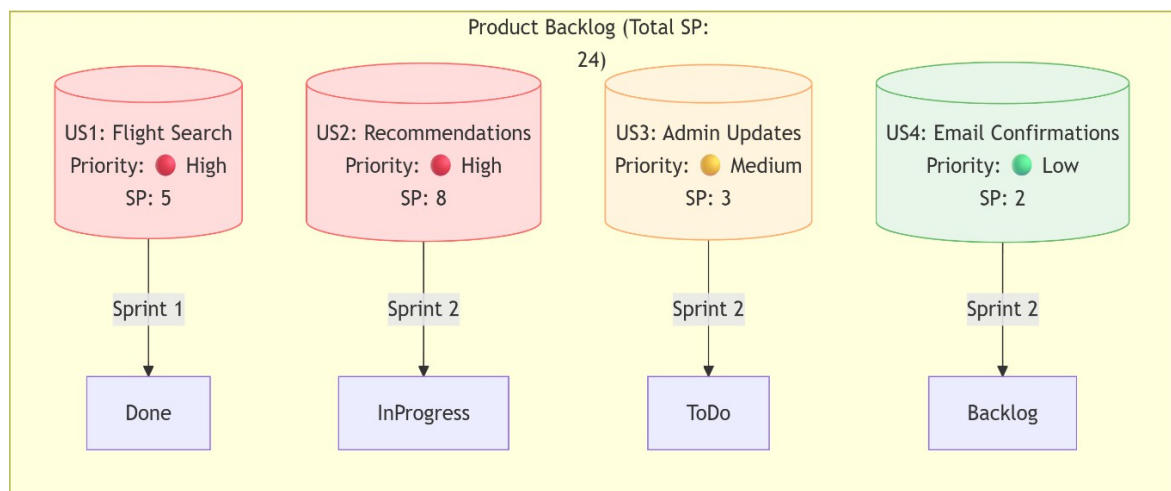 Product Backlog (Total SP:
24)
US1: Flight Search
Priority: 🔴 High
SP: 5
US2: Recommendations
Priority: 🔴 High
SP: 8
US3: Admin Updates
Priority: 🟡 Medium
SP: 3
US4: Email Confirmations
Priority: 🟢 Low
SP: 2
Sprint 1
Sprint 2
Sprint 2
Sprint 2
Done
InProgress
ToDo
Backlog